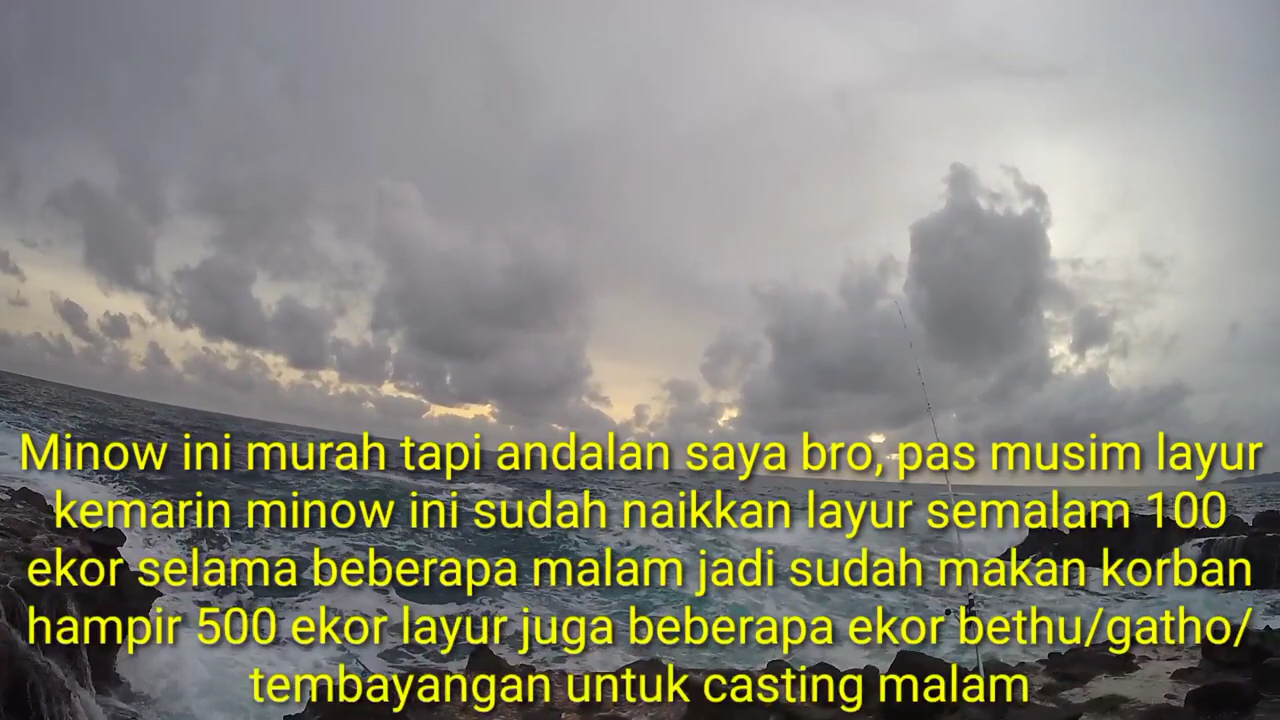 Minow ini murah tapi andalan saya bro, pas musim layur
kemarin minow ini sudah naikkan layur semalam 100
ekor selama beberapa malam jadi sudah makan korban
hampir 500 ekor layur juga beberapa ekor bethu/gatho/
tembayangan untuk casting malam